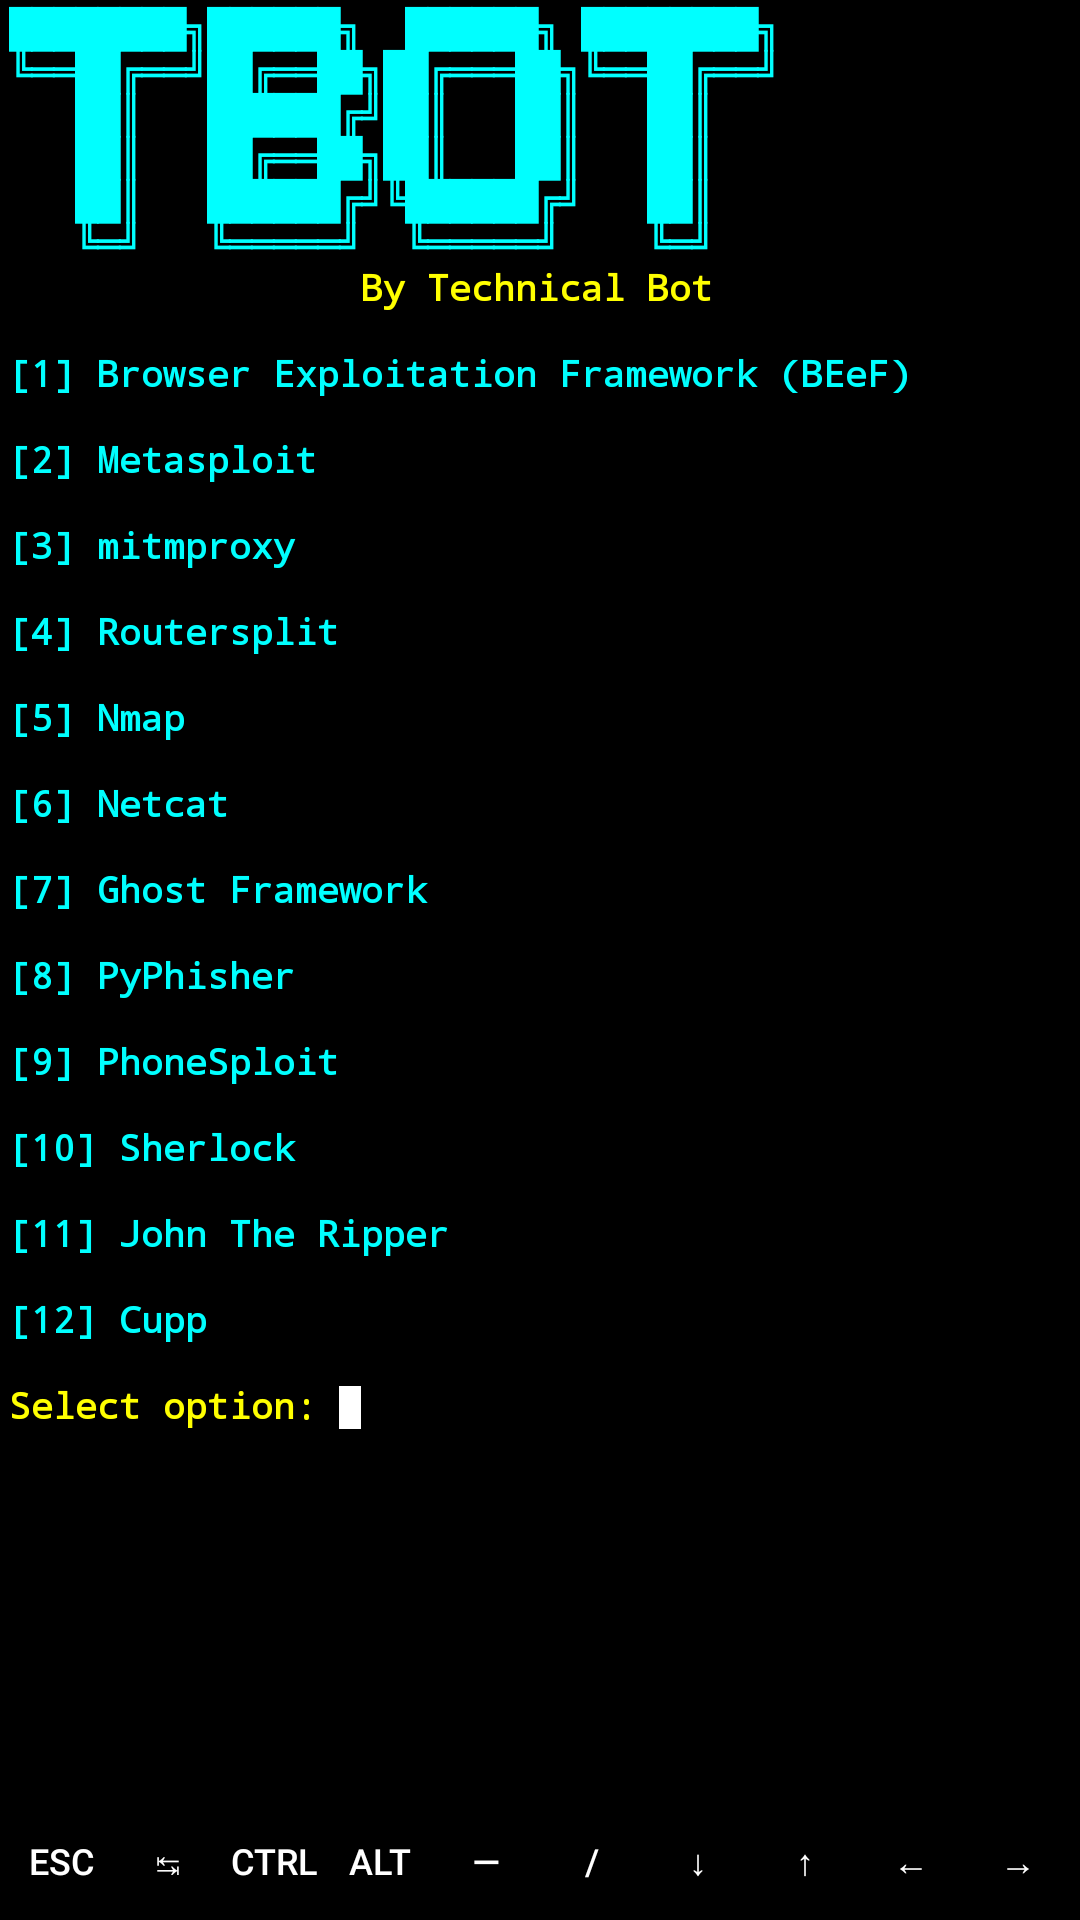 TBOT
By Technical Bot
[1] Browser Exploitation Framework (BEeF)
[2] Metasploit
[3] mitmproxy
[4] Routersplit
[5] Nmap
[6] Netcat
[7] Ghost Framework
[8] PyPhisher
[9] PhoneSploit
[10] Sherlock
[11] John The Ripper
[12] Cupp
Select option:
ESC ↹ CTRL ALT — / ↓ ↑ ← →